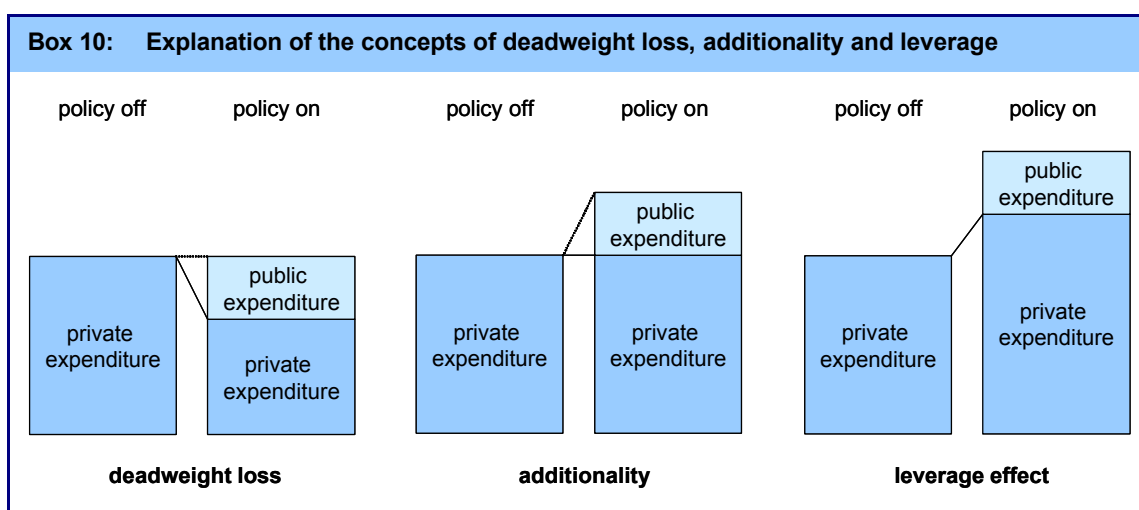 Box 10: Explanation of the concepts of deadweight loss, additionality and leverage
policy off
policy on
public
expenditure
private
expenditure
private
expenditure
deadweight loss
policy off
policy on
public
expenditure
private
expenditure
private
expenditure
additionality
policy off
policy on
public
expenditure
private
expenditure
private
expenditure
leverage effect